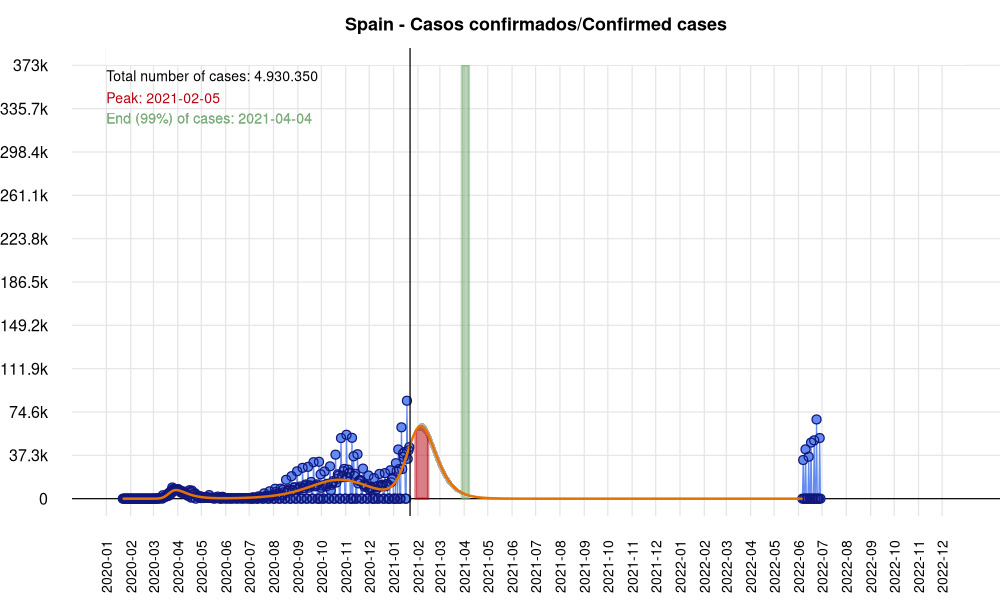 Spain - Casos confirmados/Confirmed cases
373k
335.7k
298.4k
261.1k
223.8k
186.5k
149.2k
111.9k
74.6k
37.3k
0
Total number of cases: 4.930.350
Peak: 2021-02-05
End (99%) of cases: 2021-04-04
2020-01
2020-02
2020-03
2020-04
2020-05
2020-06
2020-07
2020-08
2020-09
2020-10
2020-11
2020-12
2021-01
2021-02
2021-03
2021-04
2021-05
2021-06
2021-07
2021-08
2021-09
2021-10
2021-11
2021-12
2022-01
2022-02
2022-03
2022-04
2022-05
2022-06
2022-07
2022-08
2022-09
2022-10
2022-11
2022-12